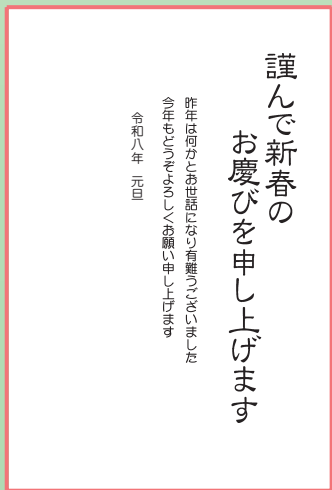 謹んで新春の
お慶びを申し上げます
昨年は何かとお世話になり有難うございました
今年もどうぞよろしくお願い申し上げます
令和八年 元旦